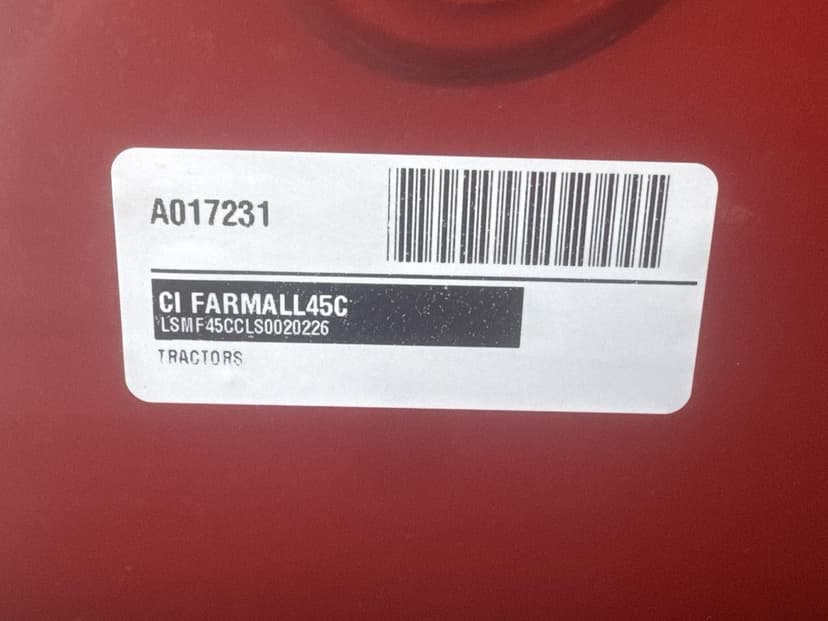 A017231
CI FARMALL45C
LSMF45CCLS0020226
TRACTORS